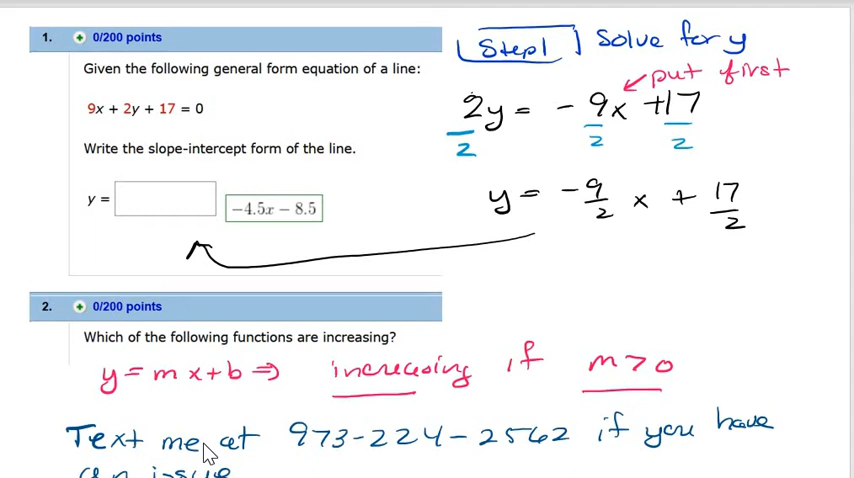 1. 0/200 points
Given the following general form equation of a line:
9x + 2y + 17 = 0
Write the slope-intercept form of the line.
y =
−4.5x − 8.5
Step1 Solve for y
put first
2y = - 9x + 17
2 2 2
y = - 9/2 x + 17/2
2. 0/200 points
Which of the following functions are increasing?
y = mx + b ⇒ increasing if m > 0
Text me at 973-224-2562 if you have
an issue